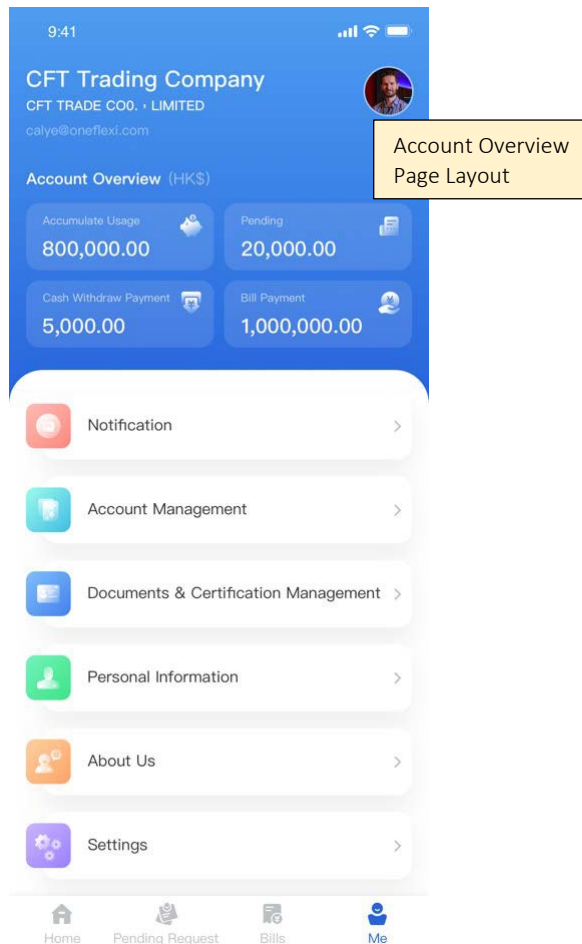 9:41
CFT Trading Company
CFT TRADE COO. , LIMITED
calye@oneflexi.com
Account Overview
Page Layout
Account Overview (HK$)
Accumulate Usage
800,000.00
Pending
20,000.00
Cash Withdraw Payment
5,000.00
Bill Payment
1,000,000.00
Notification
Account Management
Documents & Certification Management
Personal Information
About Us
Settings
Home
Pending Request
Bills
Me